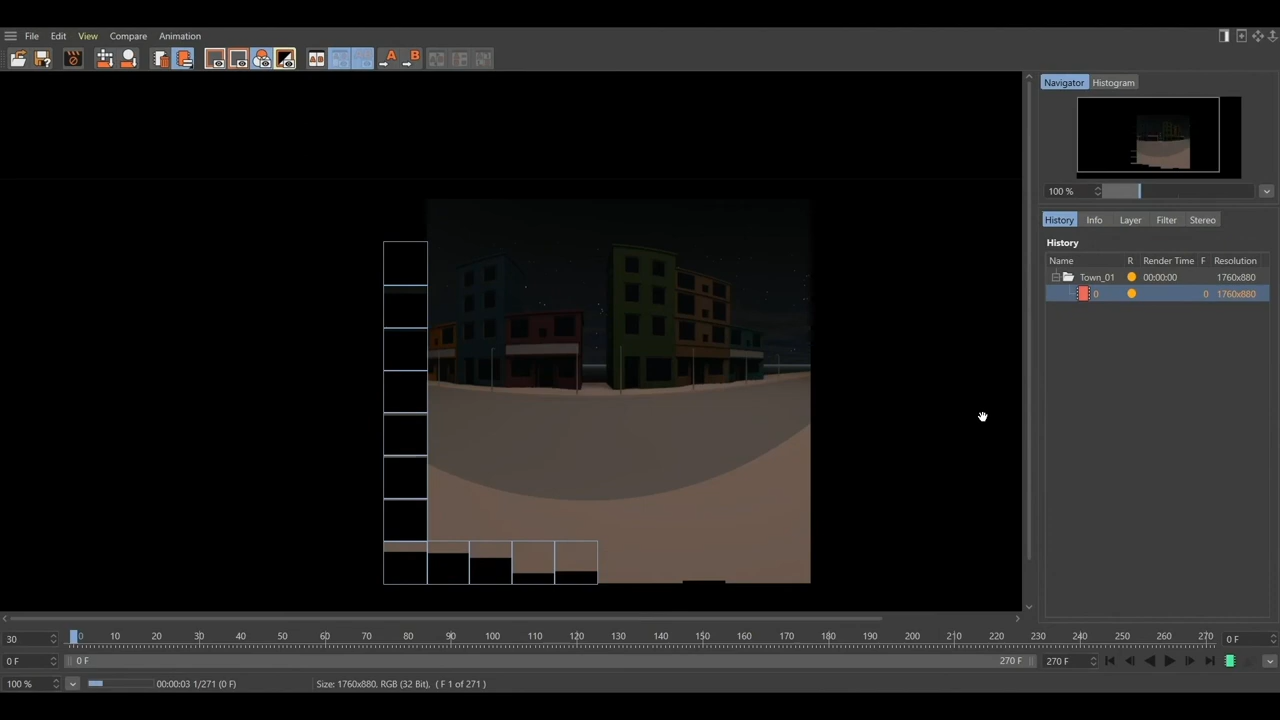 File Edit View Compare Animation
A B
Navigator Histogram
100 %
History Info Layer Filter Stereo
History
Name R Render Time F Resolution
Town_01 00:00:00 1760x880
0 0 1760x880
30 0 10 20 30 40 50 60 70 80 90 100 110 120 130 140 150 160 170 180 190 200 210 220 230 240 250 260 270 0 F
0 F 0 F 270 F 270 F
100 % 00:00:03 1/271 (0 F) Size: 1760x880, RGB (32 Bit), ( F 1 of 271 )